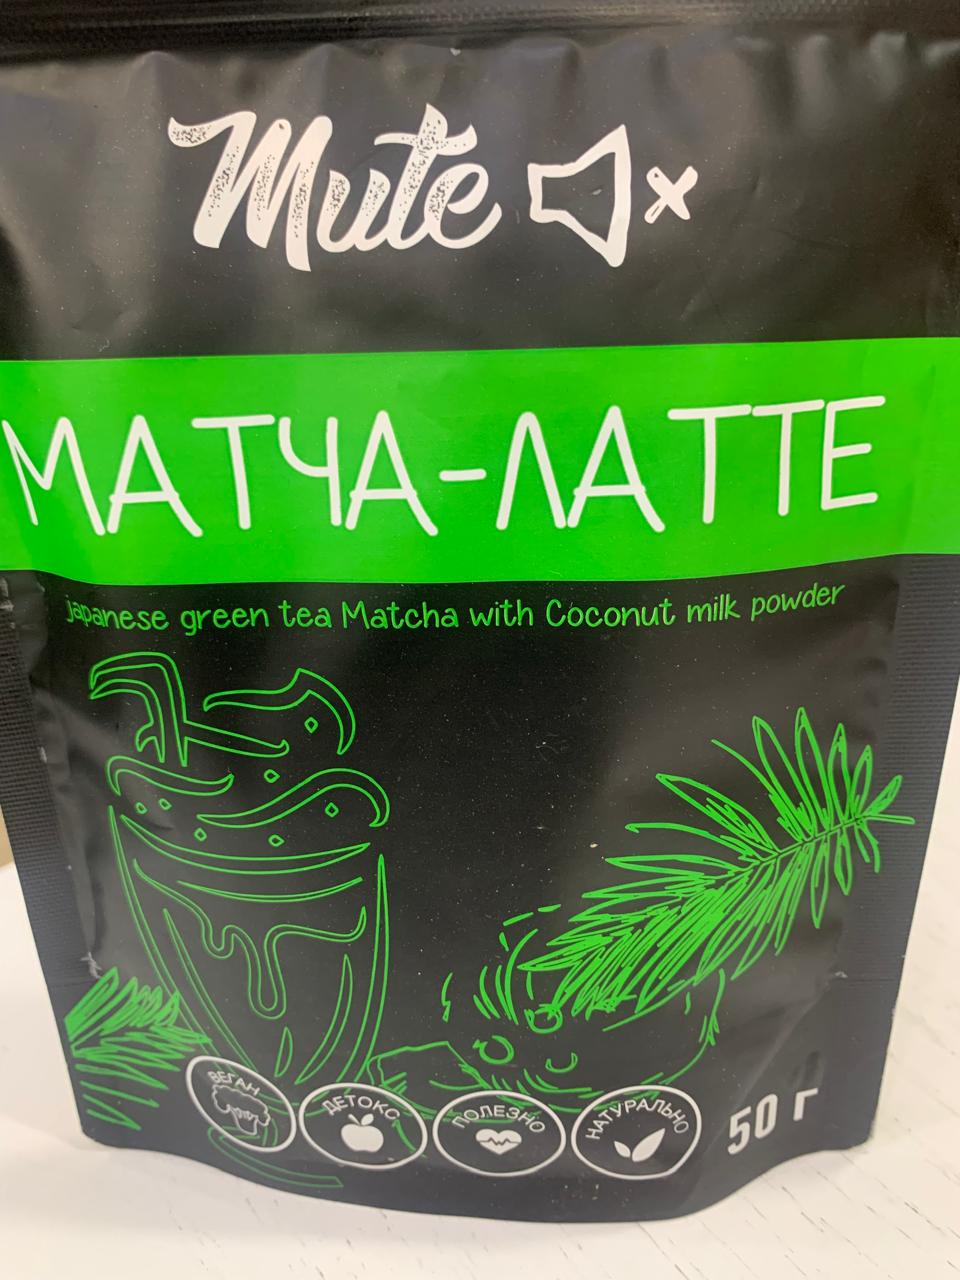 Mute
МАТЧА-ЛАТТЕ
japanese green tea Matcha with Coconut milk powder
ВЕГАН
ДЕТОКС
ПОЛЕЗНО
НАТУРАЛЬНО
50 г